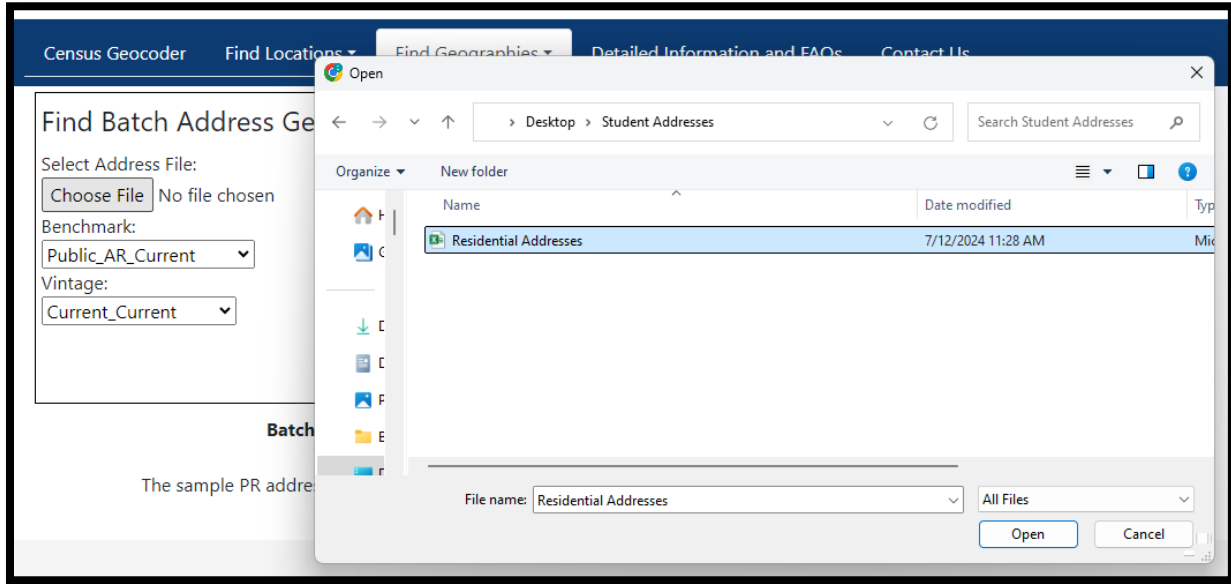 Census Geocoder Find Locations Find Geographies Detailed Information and FAQs Contact Us
Find Batch Address Ge
Select Address File:
Choose File No file chosen
Benchmark:
Public_AR_Current
Vintage:
Current_Current
Batch
The sample PR addre
Open
Desktop > Student Addresses
Search Student Addresses
Organize New folder
Name Date modified Typ
Residential Addresses 7/12/2024 11:28 AM Mic
H
G
D
D
P
E
File name: Residential Addresses All Files
Open Cancel